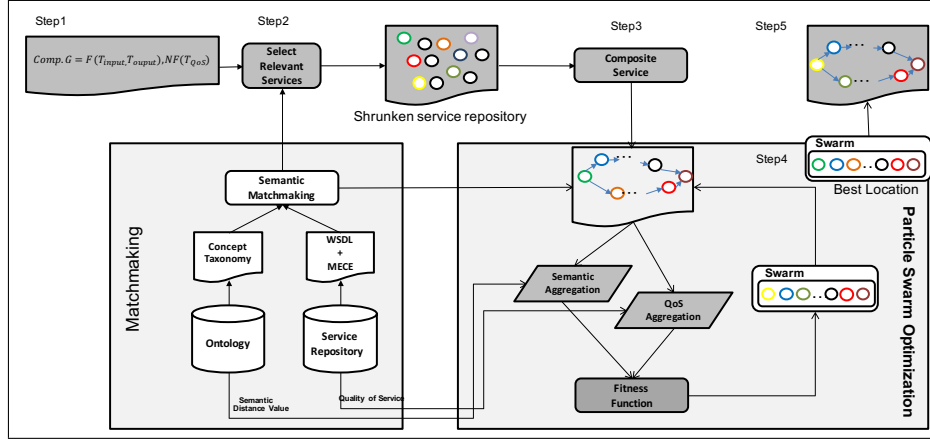 Step1
Step2
Step3
Step5
Comp. G = F(T_input, T_ouput), NF(T_QoS)
Select
Relevant
Services
Composite
Service
Shrunken service repository
Swarm
Best Location
Step4
Semantic
Matchmaking
Concept
Taxonomy
WSDL
+
MECE
Ontology
Service
Repository
Matchmaking
Semantic
Distance Value
Quality of Service
Semantic
Aggregation
QoS
Aggregation
Fitness
Function
Swarm
Particle Swarm Optimization